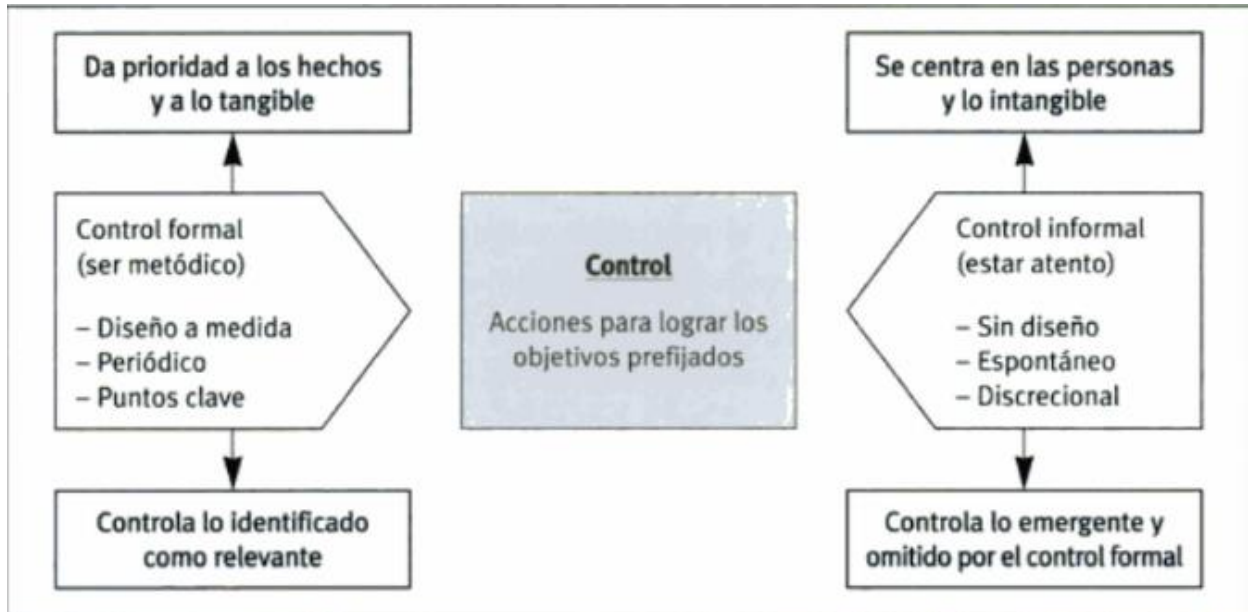 Da prioridad a los hechos
y a lo tangible
Control formal
(ser metódico)
– Diseño a medida
– Periódico
– Puntos clave
Controla lo identificado
como relevante
Control
Acciones para lograr los
objetivos prefijados
Se centra en las personas
y lo intangible
Control informal
(estar atento)
– Sin diseño
– Espontáneo
– Discrecional
Controla lo emergente y
omitido por el control formal